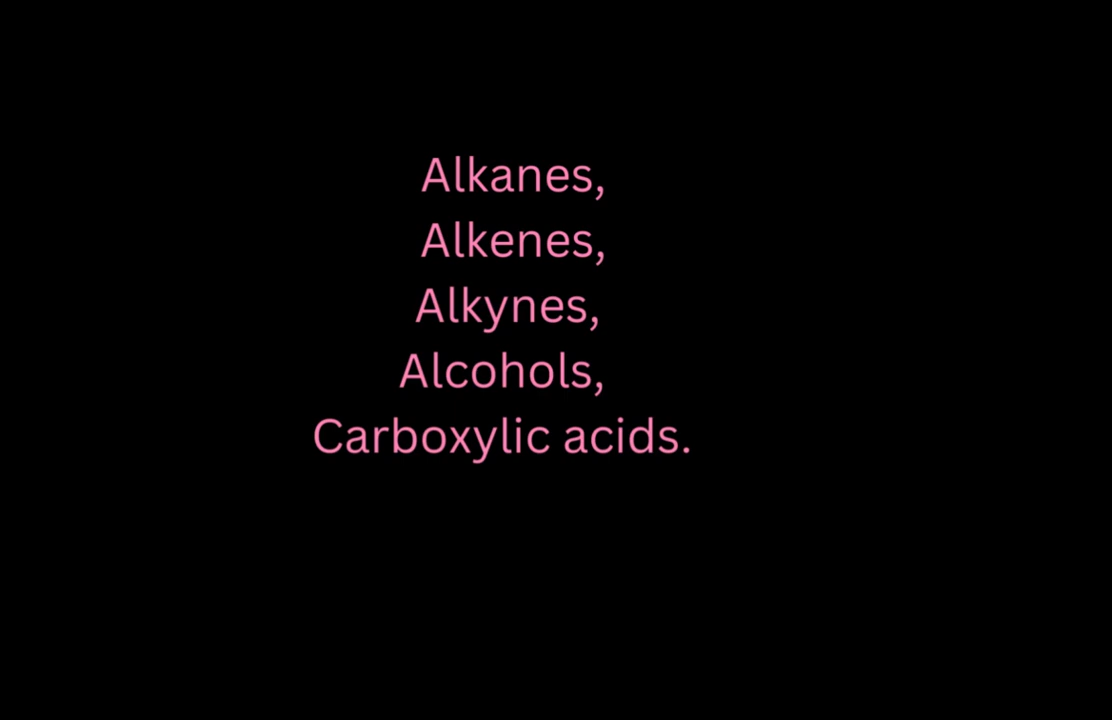 Alkanes,
Alkenes,
Alkynes,
Alcohols,
Carboxylic acids.